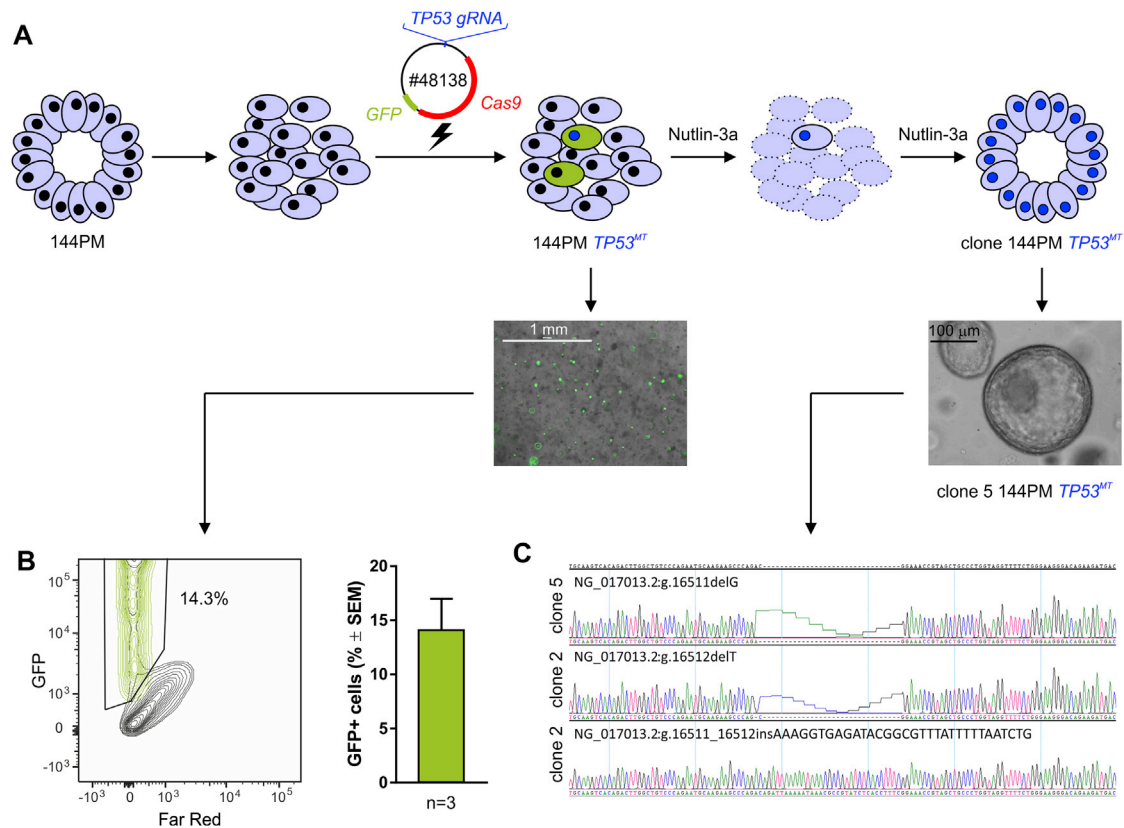 A
TP53 gRNA
#48138
GFP
Cas9
Nutlin-3a
Nutlin-3a
144PM
144PM TP53MT
clone 144PM TP53MT
1 mm
100 µm
clone 5 144PM TP53MT
B
GFP
10⁵
10⁴
10³
0
-10³
14.3%
-10³
0
10³
10⁴
10⁵
Far Red
GFP+ cells (% ± SEM)
20
15
10
5
0
n=3
C
clone 5
NG_017013.2:g.16511delG
clone 2
NG_017013.2:g.16512delT
clone 2
NG_017013.2:g.16511_16512insAAAGGTGAGATACGGCGTTTATTTTTAATCTG